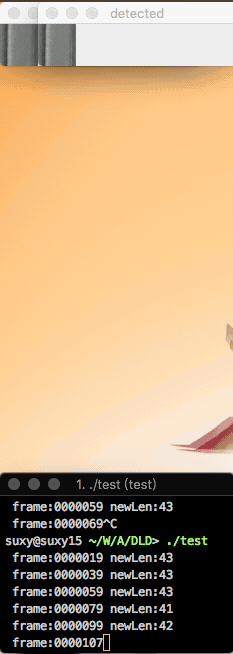 detected
1. ./test (test)
frame:0000059 newLen:43
frame:0000069^C
suxy@suxy15 ~/W/A/DLD> ./test
frame:0000019 newLen:43
frame:0000039 newLen:43
frame:0000059 newLen:43
frame:0000079 newLen:41
frame:0000099 newLen:42
frame:0000107